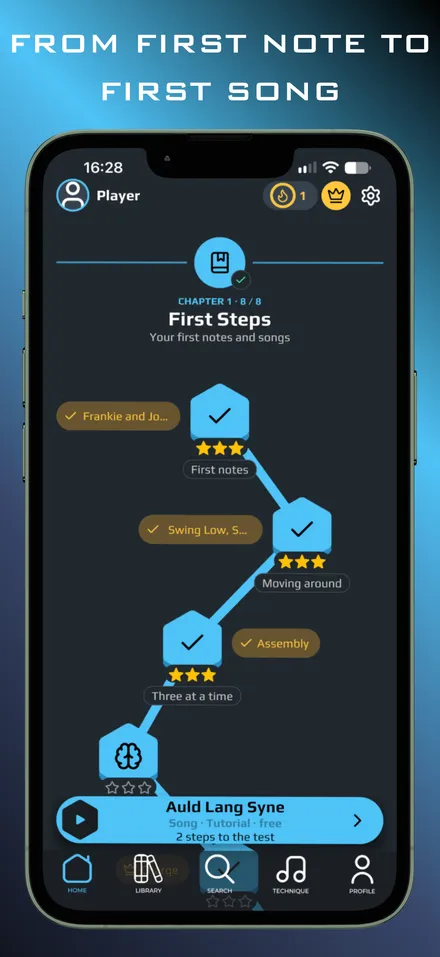 FROM FIRST NOTE TO
FIRST SONG
16:28
Player
1
CHAPTER 1 · 8 / 8
First Steps
Your first notes and songs
Frankie and Jo...
First notes
Swing Low, S...
Moving around
Assembly
Three at a time
Auld Lang Syne
Song · Tutorial · free
2 steps to the test
HOME
LIBRARY
SEARCH
TECHNIQUE
PROFILE